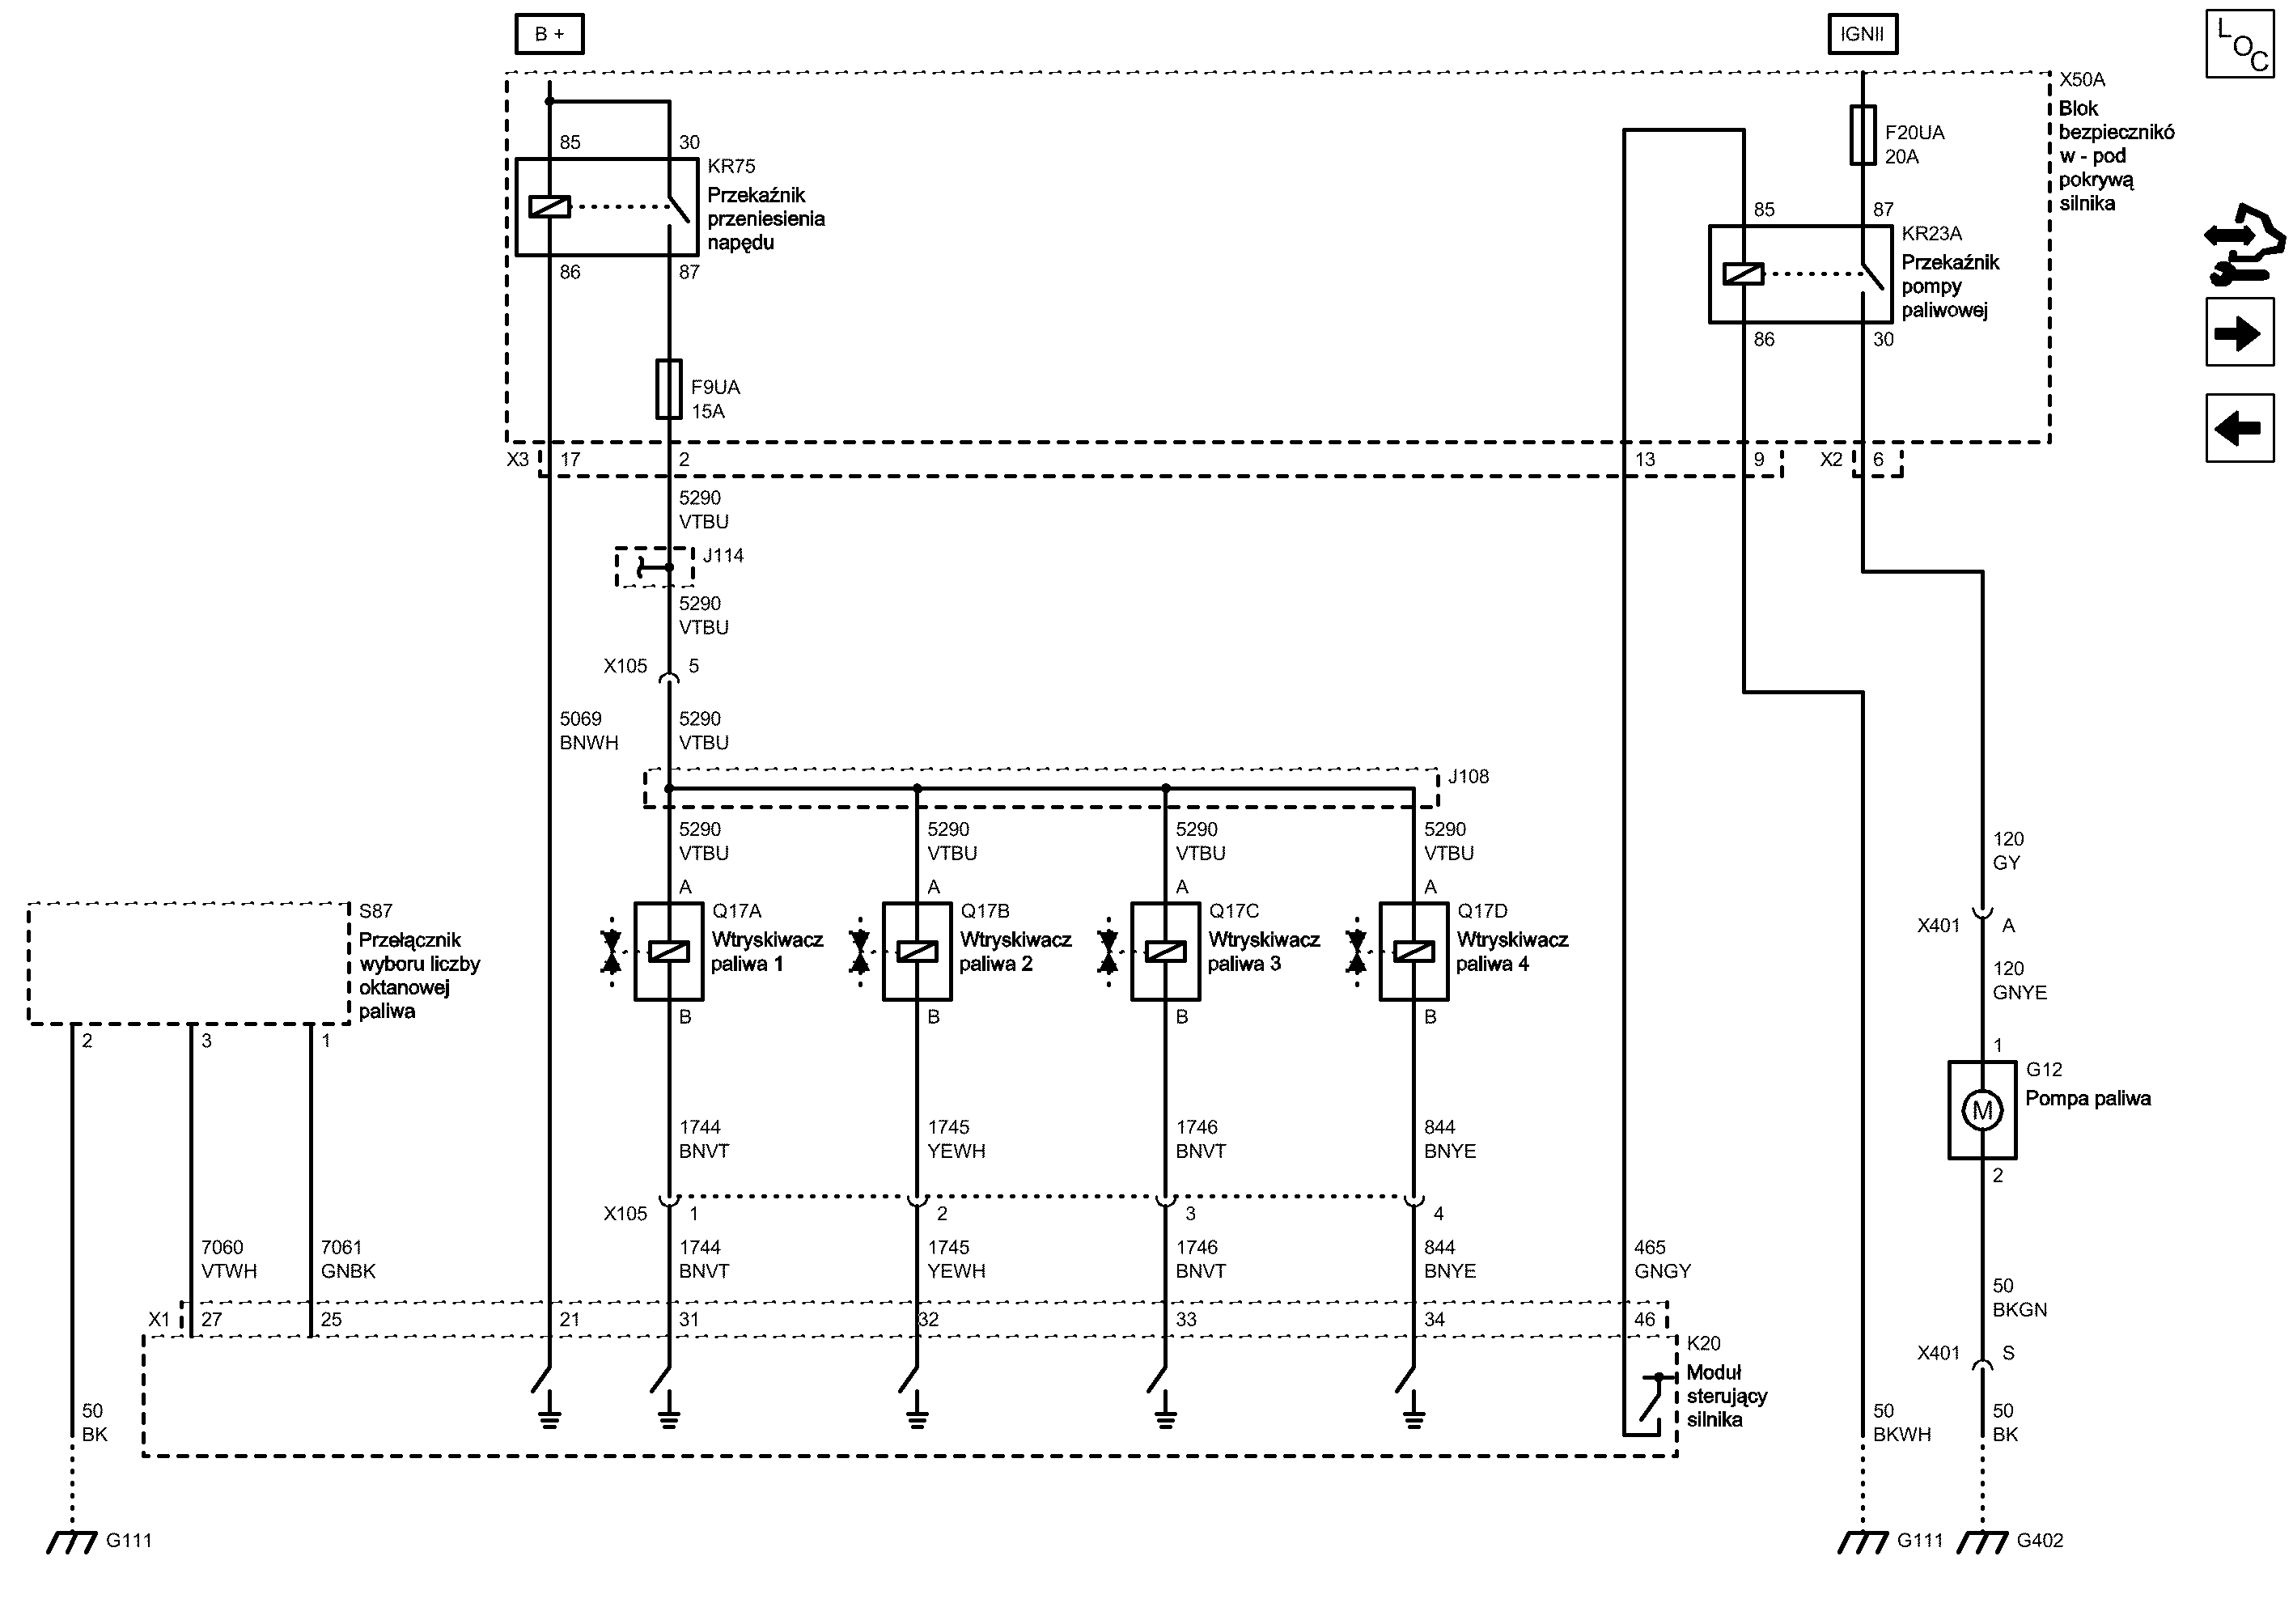 B +
IGNII
L
O
C
X50A
Blok
bezpiecznikó
w - pod
pokrywą
silnika
85
30
KR75
Przekaźnik
przeniesienia
napędu
86
87
F9UA
15A
F20UA
20A
85
87
KR23A
Przekaźnik
pompy
paliwowej
86
30
X3
17
2
13
9
X2
6
5290
VTBU
J114
5290
VTBU
X105
5
5069
BNWH
5290
VTBU
J108
5290
VTBU
5290
VTBU
5290
VTBU
5290
VTBU
120
GY
A
A
A
A
S87
Przełącznik
wyboru liczby
oktanowej
paliwa
Q17A
Wtryskiwacz
paliwa 1
Q17B
Wtryskiwacz
paliwa 2
Q17C
Wtryskiwacz
paliwa 3
Q17D
Wtryskiwacz
paliwa 4
X401
A
120
GNYE
B
B
B
B
2
3
1
1
G12
Pompa paliwa
M
2
1744
BNVT
1745
YEWH
1746
BNVT
844
BNYE
X105
1
2
3
4
7060
VTWH
7061
GNBK
1744
BNVT
1745
YEWH
1746
BNVT
844
BNYE
465
GNGY
50
BKGN
X1
27
25
21
31
32
33
34
46
K20
Moduł
sterujący
silnika
X401
S
50
BK
50
BKWH
50
BK
G111
G111
G402